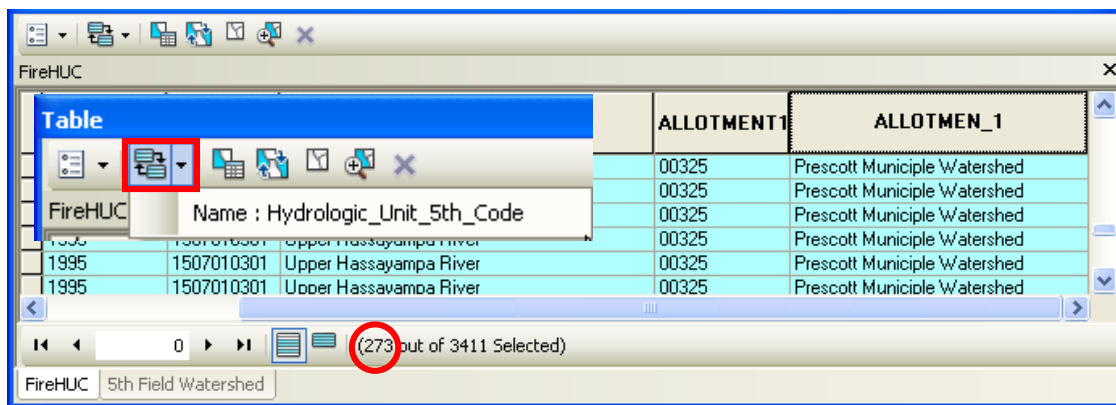 FireHUC
Table
FireHUC
Name : Hydrologic_Unit_5th_Code
ALLOTMENT1 ALLOTMEN_1
00325 Prescott Municiple Watershed
00325 Prescott Municiple Watershed
00325 Prescott Municiple Watershed
1995 1507010301 Upper Hassayampa River 00325 Prescott Municiple Watershed
1995 1507010301 Upper Hassayampa River 00325 Prescott Municiple Watershed
1995 1507010301 Upper Hassayampa River 00325 Prescott Municiple Watershed
0 (273 out of 3411 Selected)
FireHUC 5th Field Watershed